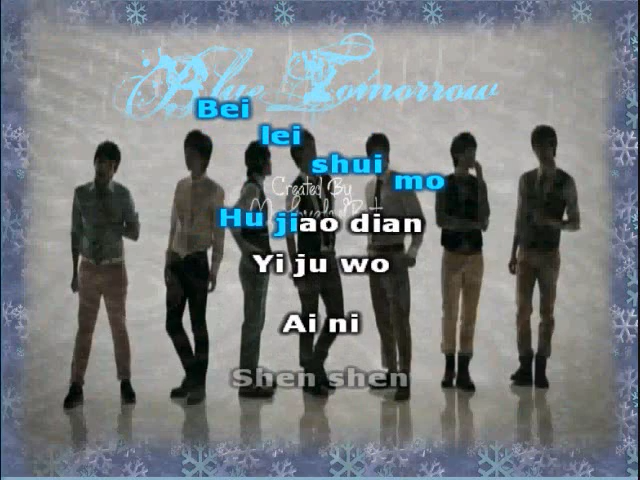 Blue Tomorrow
Bei
lei
shui
mo
Created By
Hu jiao dian
Yi ju wo
Ai ni
Shen shen